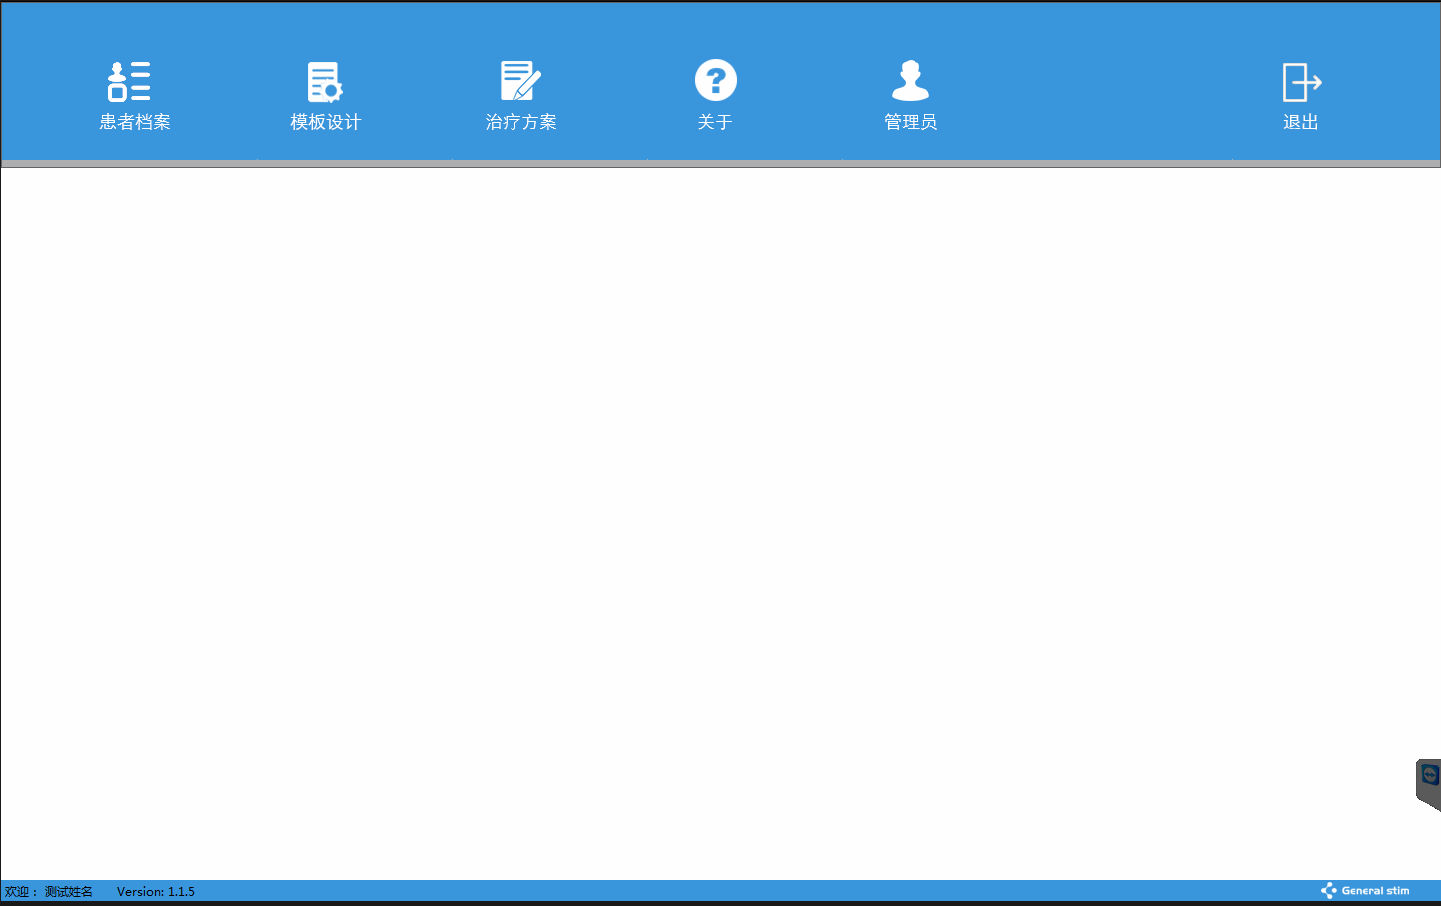 患者档案
模板设计
治疗方案
关于
管理员
退出
欢迎： 测试姓名 Version: 1.1.5
General stim